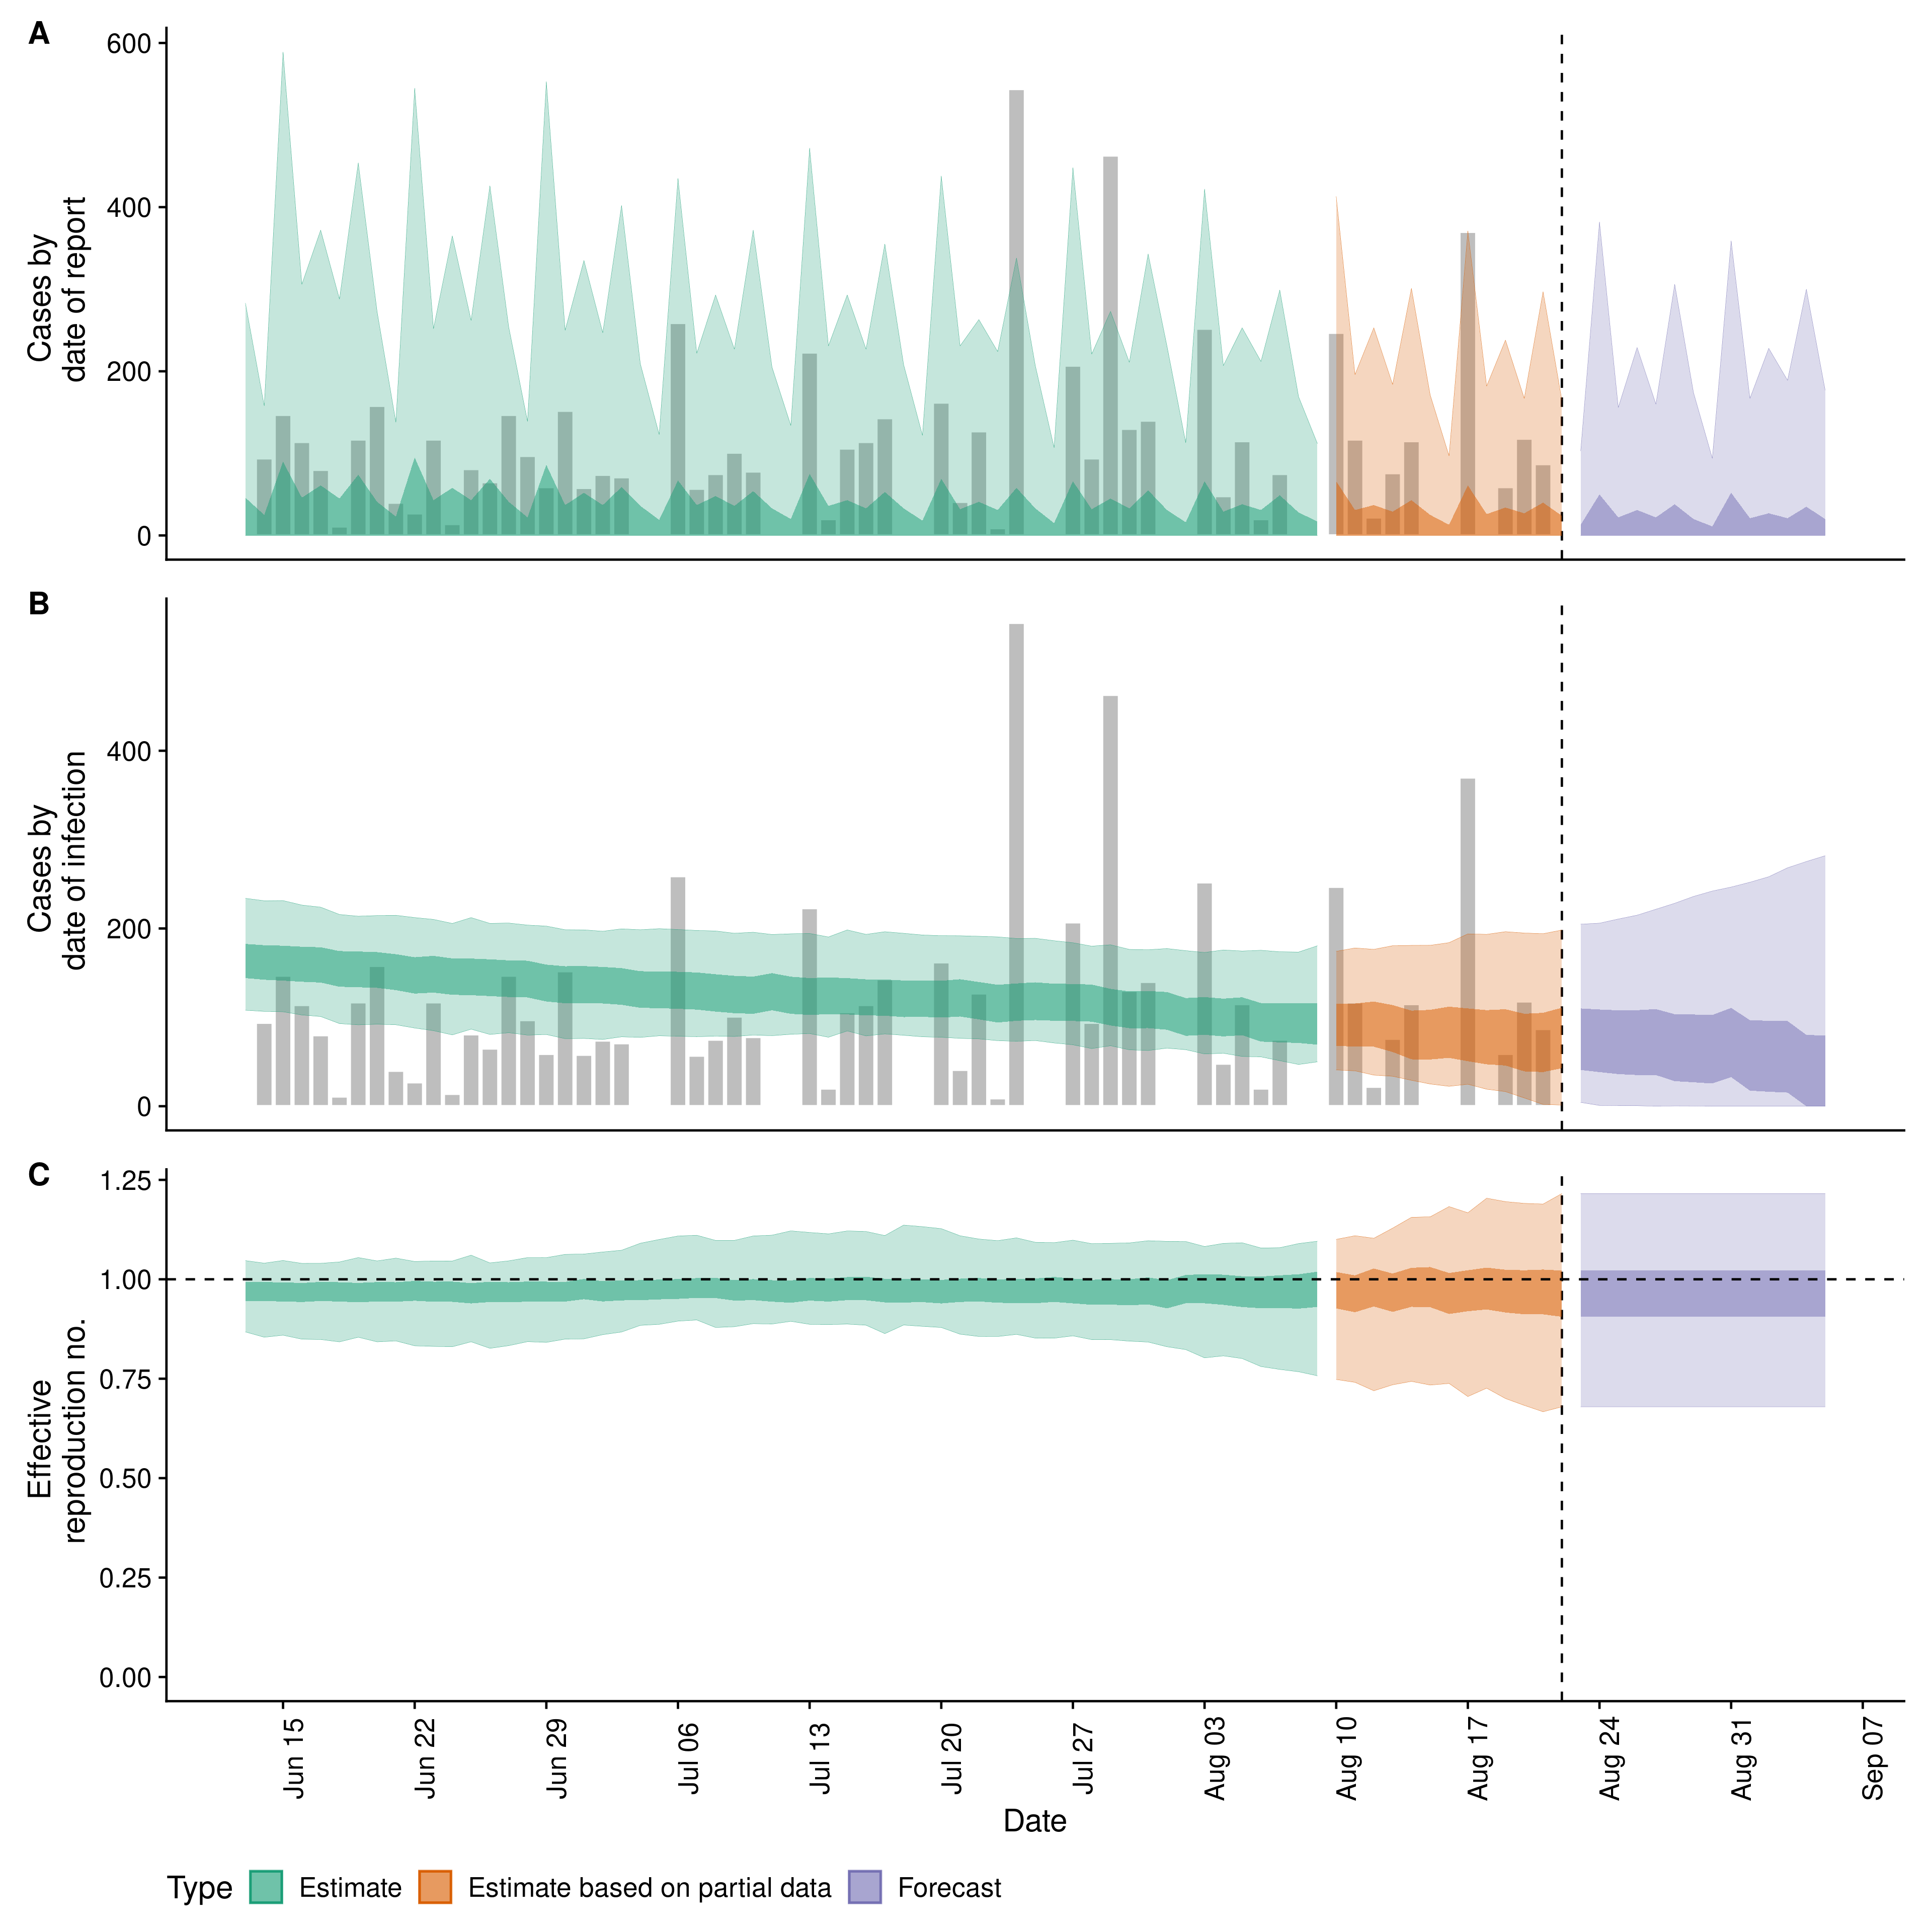 A
Cases by
date of report
600
400
200
0
B
Cases by
date of infection
400
200
0
C
Effective
reproduction no.
1.25
1.00
0.75
0.50
0.25
0.00
Jun 15
Jun 22
Jun 29
Jul 06
Jul 13
Jul 20
Jul 27
Aug 03
Aug 10
Aug 17
Aug 24
Aug 31
Sep 07
Date
Type Estimate Estimate based on partial data Forecast